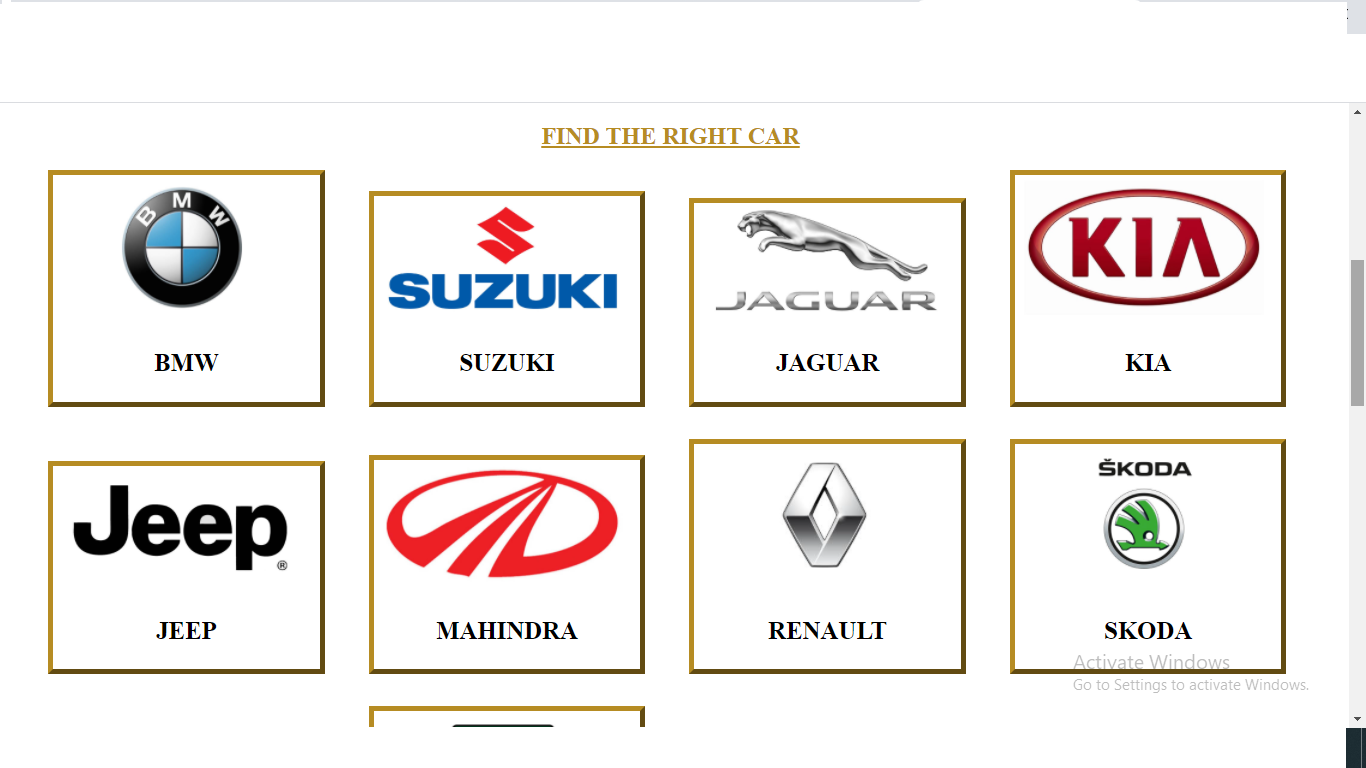 FIND THE RIGHT CAR
BMW
SUZUKI
JAGUAR
KIA
BMW
SUZUKI
JAGUAR
KIA
Jeep
®
ŠKODA
JEEP
MAHINDRA
RENAULT
SKODA
Activate Windows
Go to Settings to activate Windows.